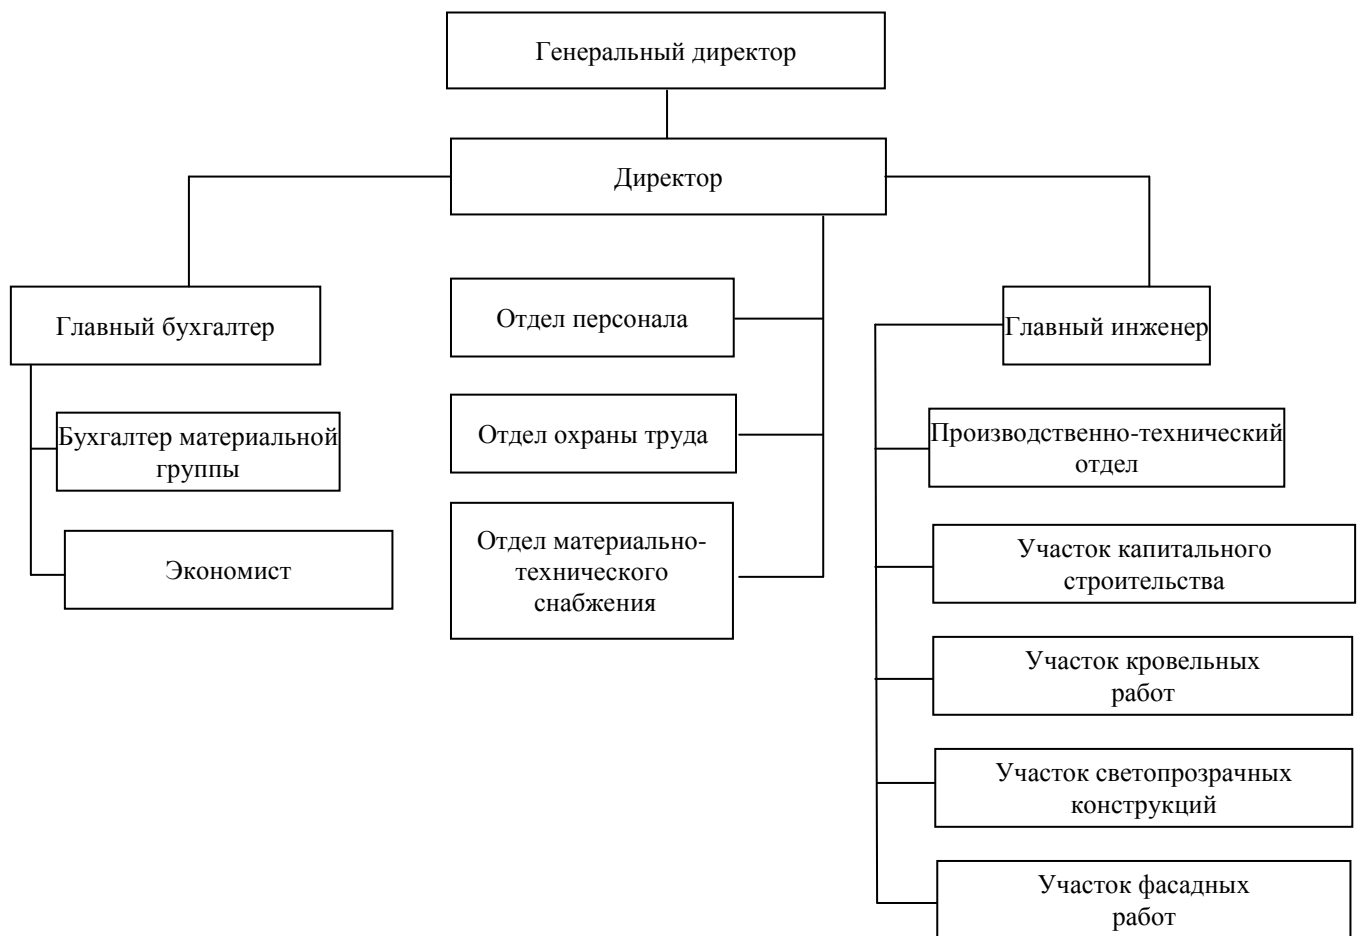 Генеральный директор
Директор
Главный бухгалтер
Бухгалтер материальной
группы
Экономист
Отдел персонала
Отдел охраны труда
Отдел материально-
технического
снабжения
Главный инженер
Производственно-технический
отдел
Участок капитального
строительства
Участок кровельных
работ
Участок светопрозрачных
конструкций
Участок фасадных
работ